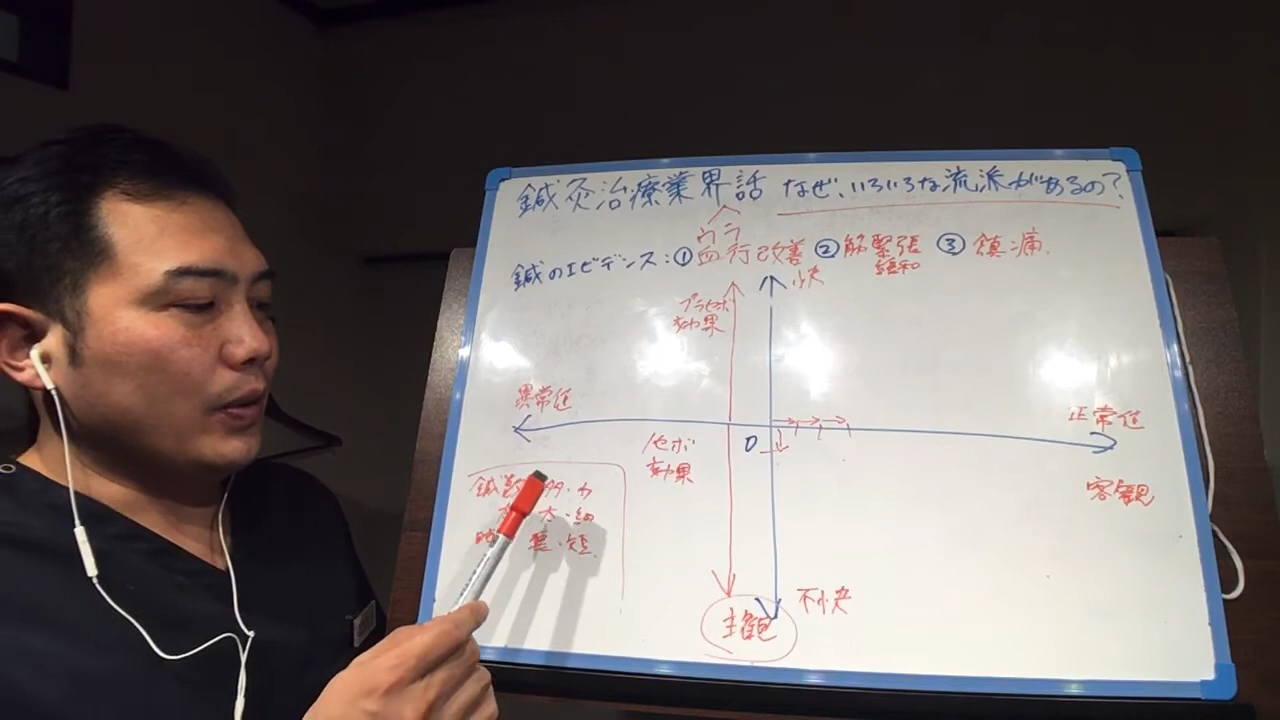 鍼灸治療業界話 なぜ、いろいろな流派があるの?
ウラ
鍼のエビデンス:①血行改善 ②筋緊張 ③鎮痛
緩和
快
プラセボ
効果
異常値
正常値
ノセボ
効果
0
客観
鍼数
太・細
長・短
不快
主観